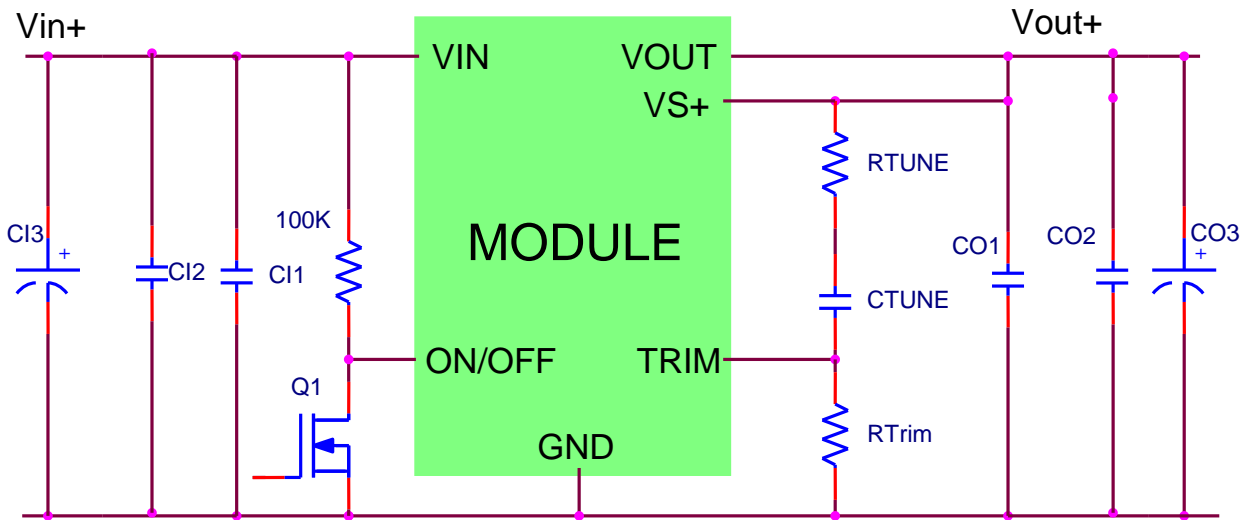 Vin+
Vout+
VIN
VOUT
VS+
RTUNE
100K
MODULE
CI3
+
CI2
CI1
CO1
CO2
CO3
+
CTUNE
ON/OFF
TRIM
Q1
RTrim
GND